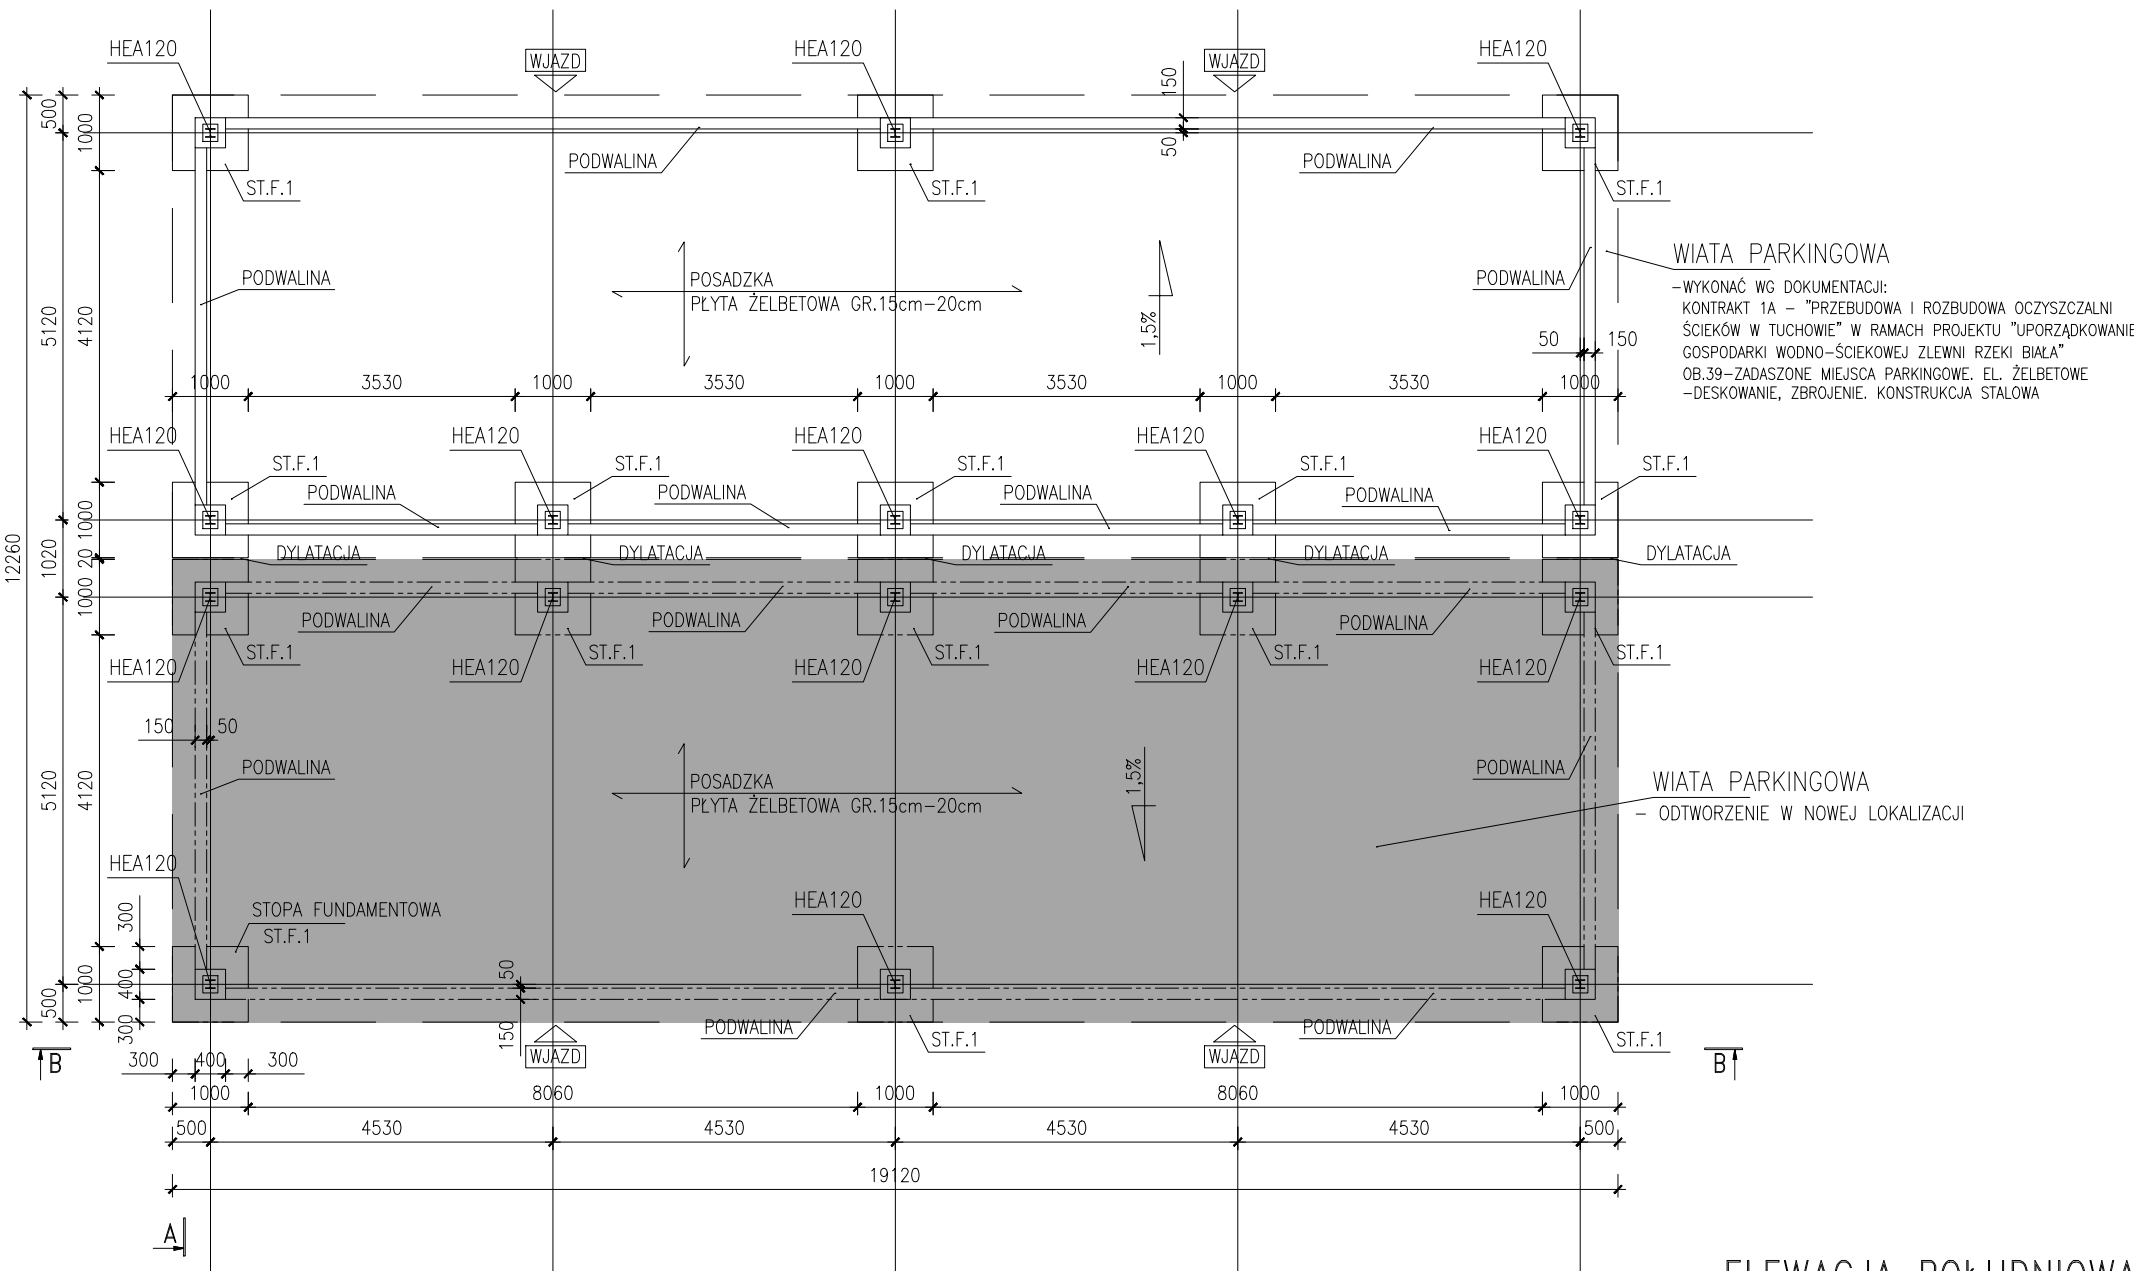 HEA120
WJAZD
HEA120
WJAZD
HEA120
500
1000
150
50
PODWALINA
PODWALINA
ST.F.1
ST.F.1
ST.F.1
WIATA PARKINGOWA
-WYKONAĆ WG DOKUMENTACJI:
KONTRAKT 1A – "PRZEBUDOWA I ROZBUDOWA OCZYSZCZALNI
ŚCIEKÓW W TUCHOWIE" W RAMACH PROJEKTU "UPORZĄDKOWANIE
GOSPODARKI WODNO-ŚCIEKOWEJ ZLEWNI RZEKI BIAŁA"
OB.39-ZADASZONE MIEJSCA PARKINGOWE. EL. ŻELBETOWE
-DESKOWANIE, ZBROJENIE. KONSTRUKCJA STALOWA
PODWALINA
POSADZKA
PŁYTA ŻELBETOWA GR.15cm-20cm
1,5%
PODWALINA
5120
4120
50
150
1000
3530
1000
3530
1000
3530
1000
3530
1000
HEA120
HEA120
HEA120
HEA120
HEA120
ST.F.1
ST.F.1
ST.F.1
ST.F.1
ST.F.1
PODWALINA
PODWALINA
PODWALINA
PODWALINA
12260
1020
1000
20
1000
DYLATACJA
DYLATACJA
DYLATACJA
DYLATACJA
DYLATACJA
PODWALINA
PODWALINA
PODWALINA
PODWALINA
ST.F.1
ST.F.1
ST.F.1
ST.F.1
ST.F.1
HEA120
HEA120
HEA120
HEA120
HEA120
150
50
5120
4120
PODWALINA
POSADZKA
PŁYTA ŻELBETOWA GR.15cm-20cm
1,5%
PODWALINA
WIATA PARKINGOWA
– ODTWORZENIE W NOWEJ LOKALIZACJI
HEA120
HEA120
HEA120
STOPA FUNDAMENTOWA
ST.F.1
500
1000
300
400
300
50
150
PODWALINA
PODWALINA
ST.F.1
ST.F.1
WJAZD
WJAZD
B
B
300
400
300
1000
8060
1000
8060
1000
500
4530
4530
4530
4530
500
19120
A
ELEWACJA POŁUDNIOWA